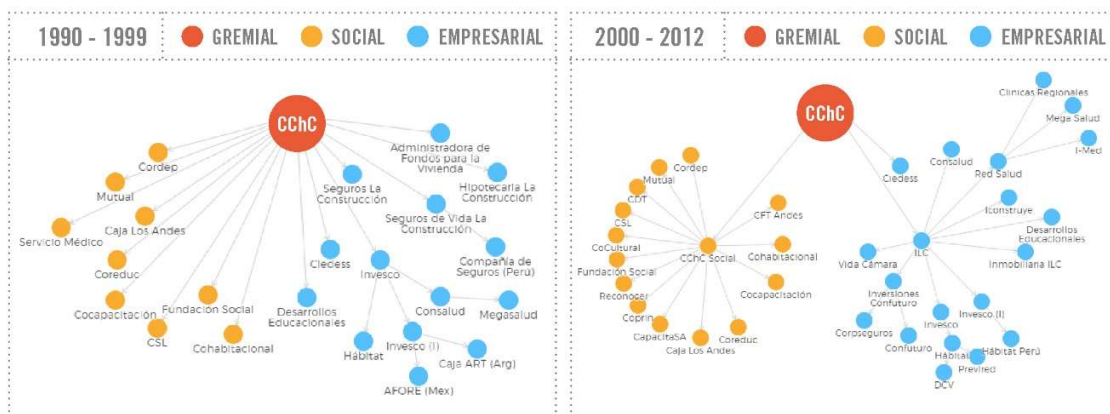 1990 - 1999
GREMIAL
SOCIAL
EMPRESARIAL
CChC
Cordep
Mutual
Servicio Médico
Caja Los Andes
Coreduc
Cocapacitación
CSL
Fundación Social
Cohabitacional
Desarrollos
Educacionales
Ciedess
Seguros La
Construcción
Administradora de
Fondos para la
Vivienda
Hipotecaria La
Construcción
Seguros de Vida La
Construcción
Compañía de
Seguros (Perú)
Invesco
Consalud
Megasalud
Hábitat
Invesco (I)
Caja ART (Arg)
AFORE (Mex)
2000 - 2012
GREMIAL
SOCIAL
EMPRESARIAL
CChC
Cordep
Mutual
CDT
CSL
CoCultural
Fundación Social
Reconocer
Coprin
CapacitaSA
Caja Los Andes
Coreduc
Cocapacitación
Cohabitacional
CFT Andes
CChC Social
Ciedess
Consalud
Red Salud
Clínicas Regionales
Mega Salud
I-Med
Iconstruye
Desarrollos
Educacionales
Inmobiliaria ILC
ILC
Vida Cámara
Inversiones
Confuturo
Corpseguros
Confuturo
Invesco
Invesco (I)
Hábitat
Hábitat Perú
Previred
DCV